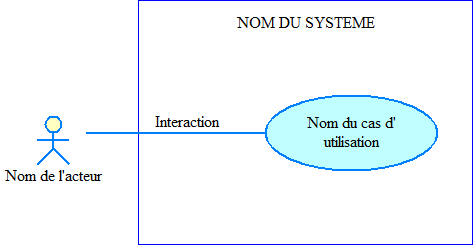 NOM DU SYSTEME
Interaction
Nom du cas d'
utilisation
Nom de l'acteur